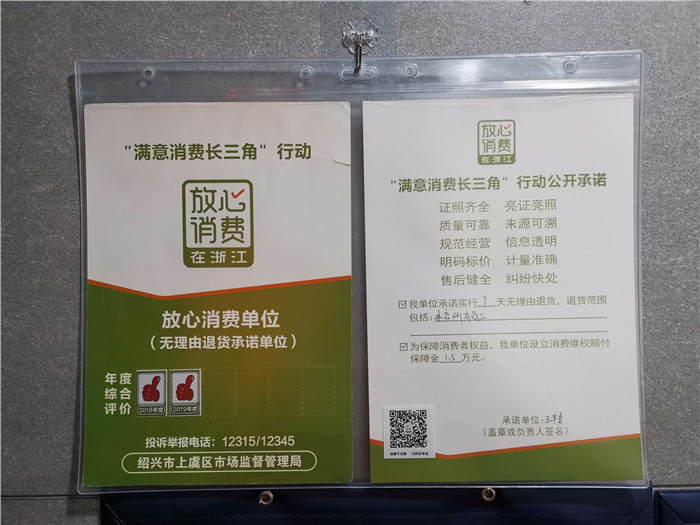 “满意消费长三角”行动
放心
消费
在浙江
放心消费单位
（无理由退货承诺单位）
年度
综合
评价
2018年度
2019年度
投诉举报电话：12315/12345
绍兴市上虞区市场监督管理局
放心
消费
在浙江
“满意消费长三角”行动公开承诺
证照齐全 亮证亮照
质量可靠 来源可溯
规范经营 信息透明
明码标价 计量准确
售后健全 纠纷快处
我单位承诺实行 7 天无理由退货，退货范围
包括：
为保障消费者权益，我单位设立消费维权赔付
保障金 1.5 万元。
承诺单位：
（盖章或负责人签名）